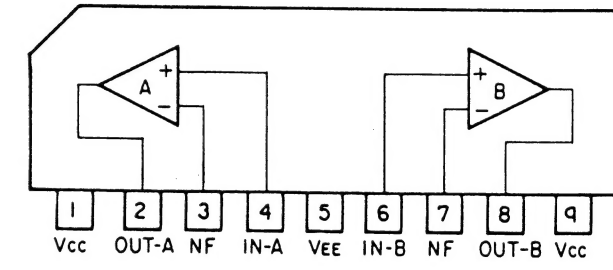 + A −
+ B −
1 2 3 4 5 6 7 8 9
Vcc OUT-A NF IN-A VEE IN-B NF OUT-B Vcc